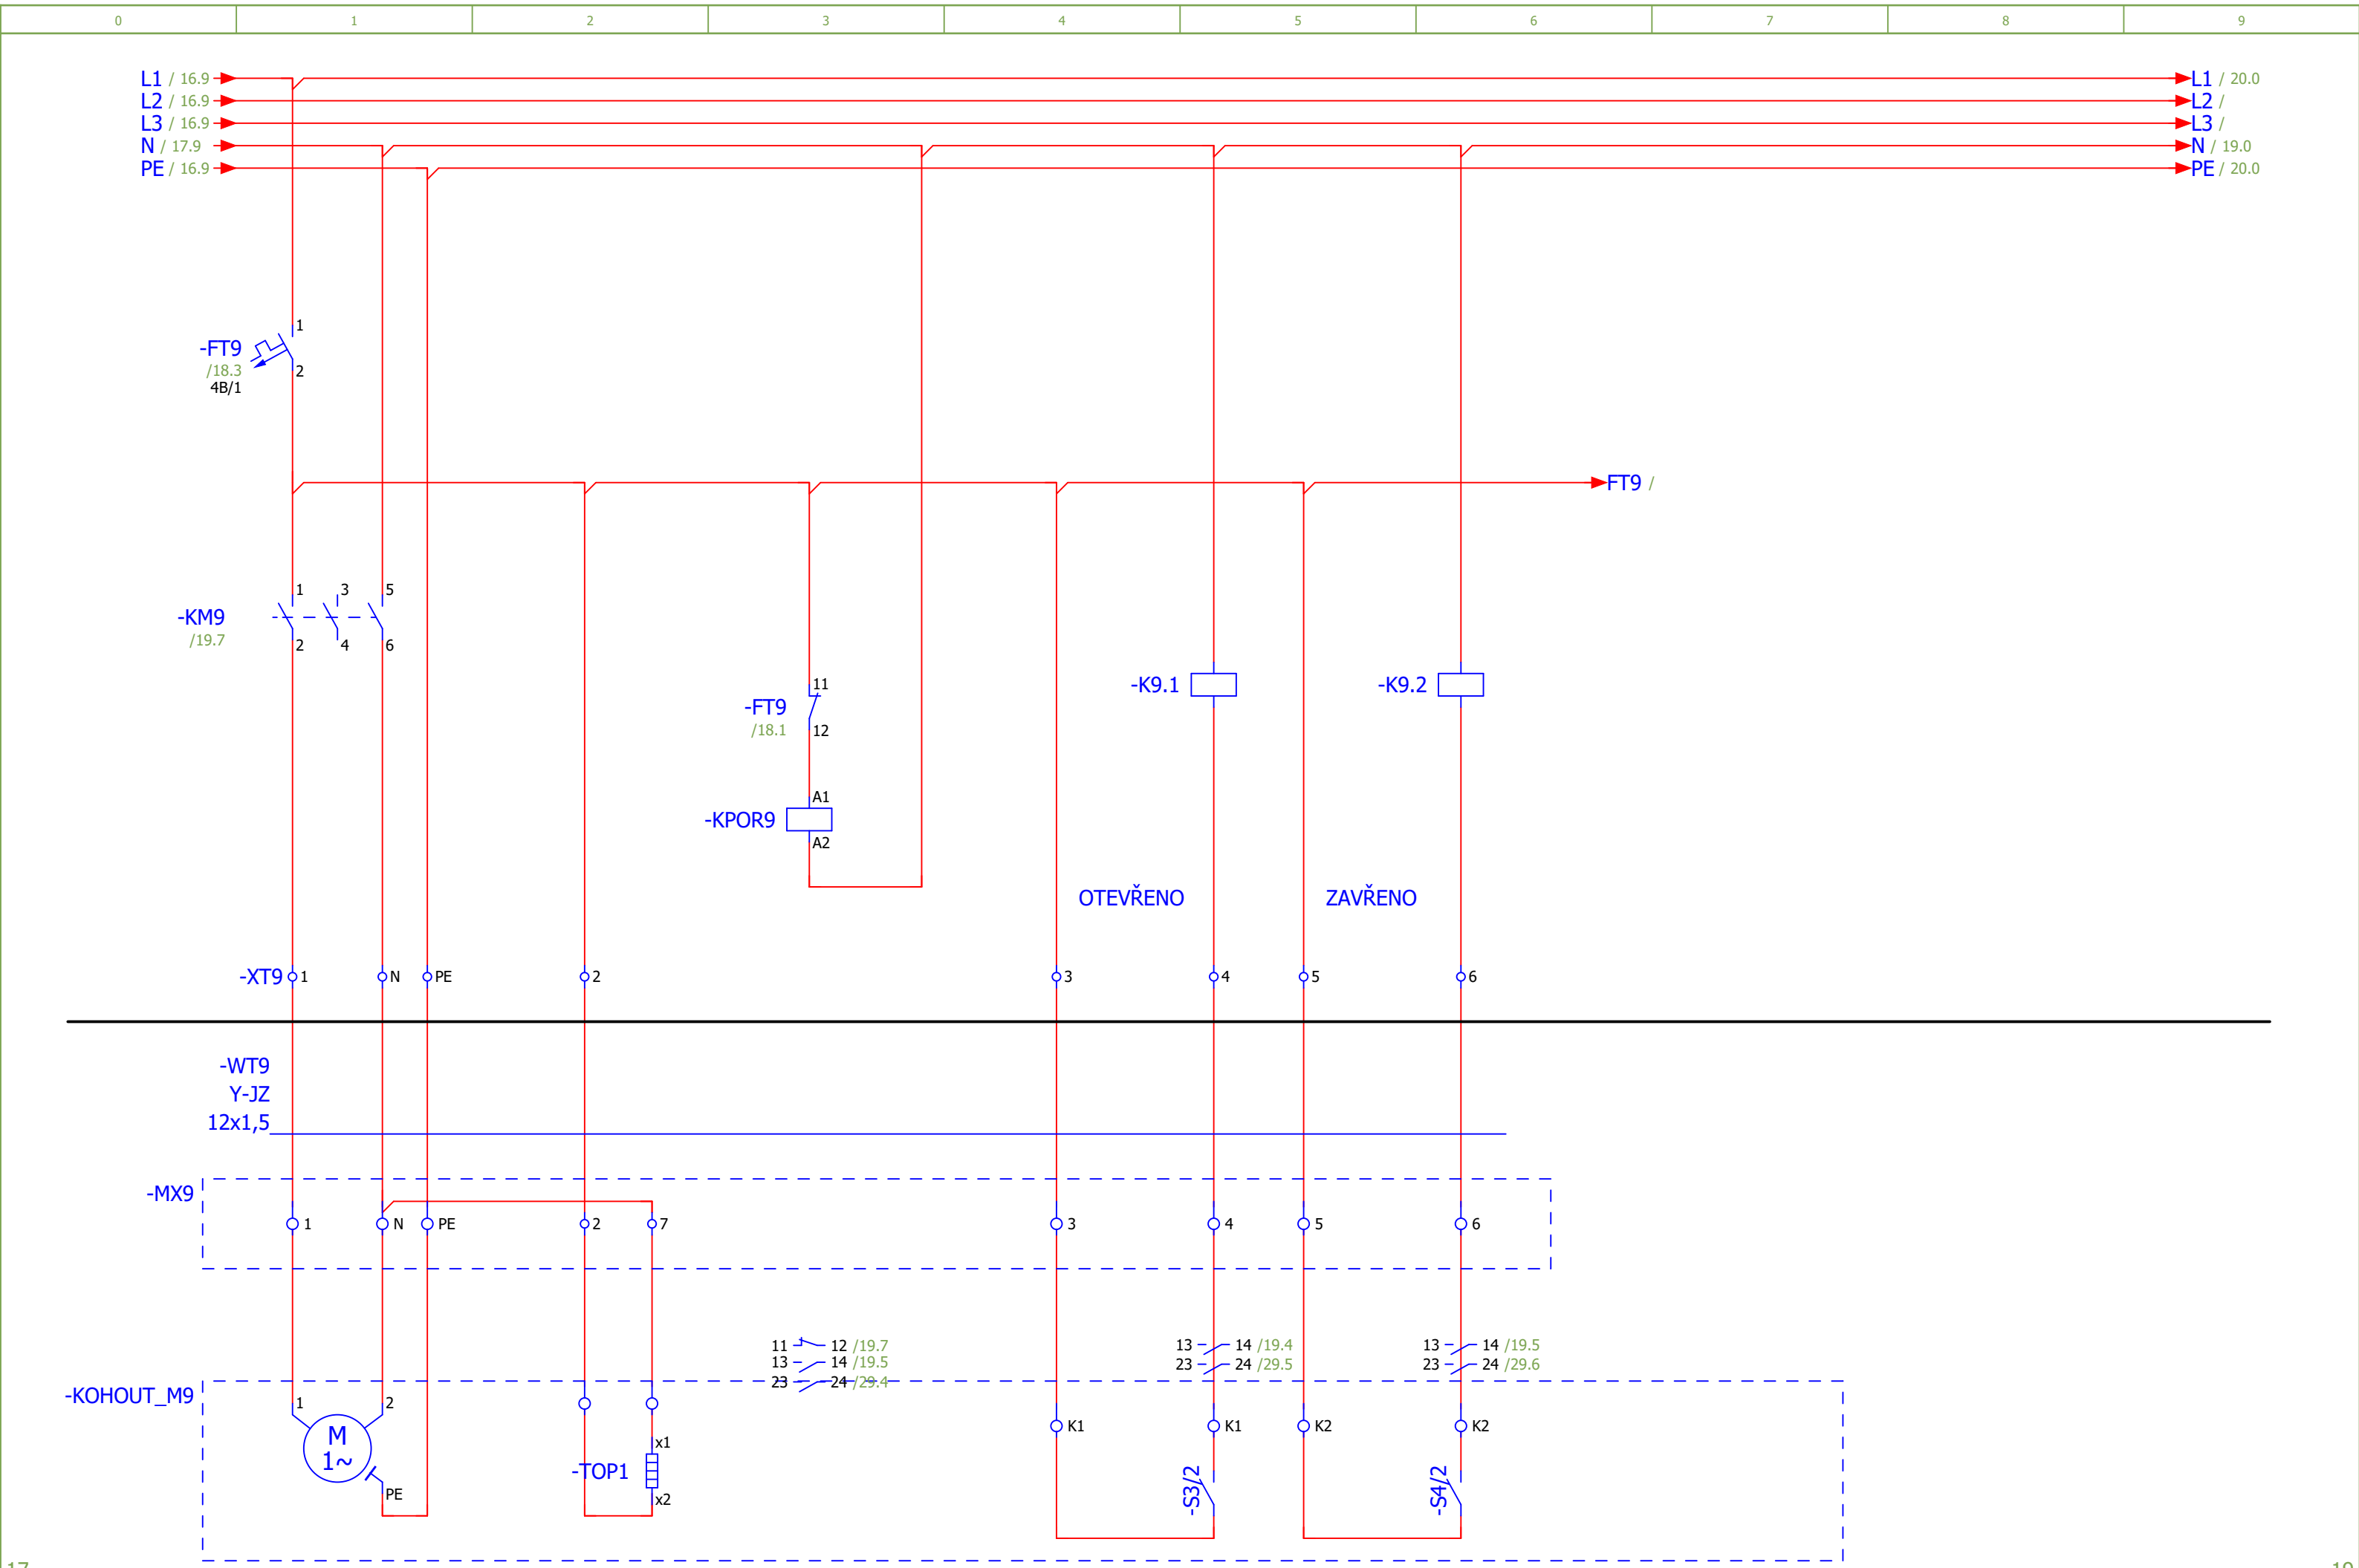 0 1 2 3 4 5 6 7 8 9
L1 / 16.9 L1 / 20.0
L2 / 16.9 L2 /
L3 / 16.9 L3 /
N / 17.9 N / 19.0
PE / 16.9 PE / 20.0
1
-FT9
/18.3
2
4B/1
FT9 /
1 3 5
-KM9
/19.7
2 4 6
11
-FT9
/18.1
12
-K9.1
-K9.2
A1
-KPOR9
A2
OTEVŘENO ZAVŘENO
-XT9 1 N PE 2 3 4 5 6
-WT9
Y-JZ
12x1,5
-MX9
1 N PE 2 7 3 4 5 6
11 12 /19.7 13 14 /19.4 13 14 /19.5
13 14 /19.5 23 24 /29.5 23 24 /29.6
23 24 /29.4
-KOHOUT_M9
1 2
M
1~
PE
x1
-TOP1
x2
K1 K1 K2 K2
-S3/2
-S4/2